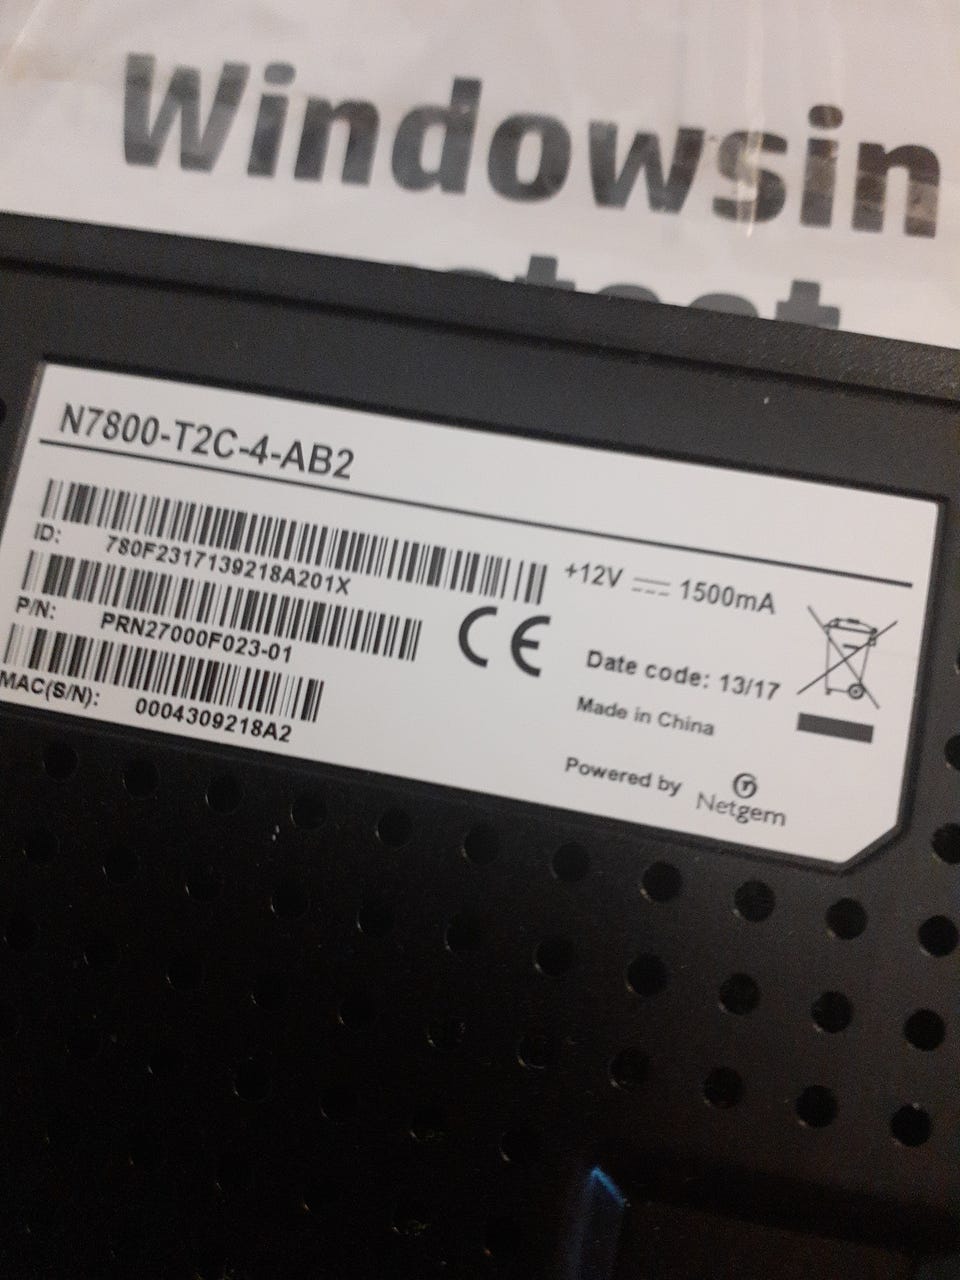 Windowsin
N7800-T2C-4-AB2
ID: 780F2317139218A201X
P/N: PRN27000F023-01
MAC(S/N): 0004309218A2
+12V 1500mA
CE
Date code: 13/17
Made in China
Powered by Netgem